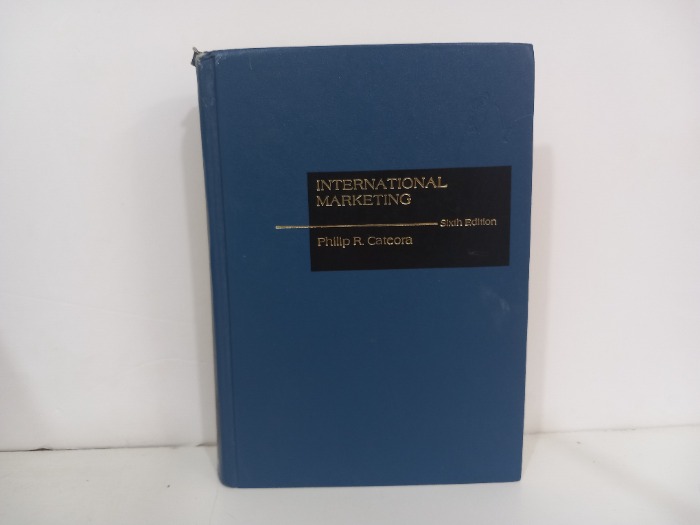 INTERNATIONAL
MARKETING
Sixth Edition
Philip R. Cateora